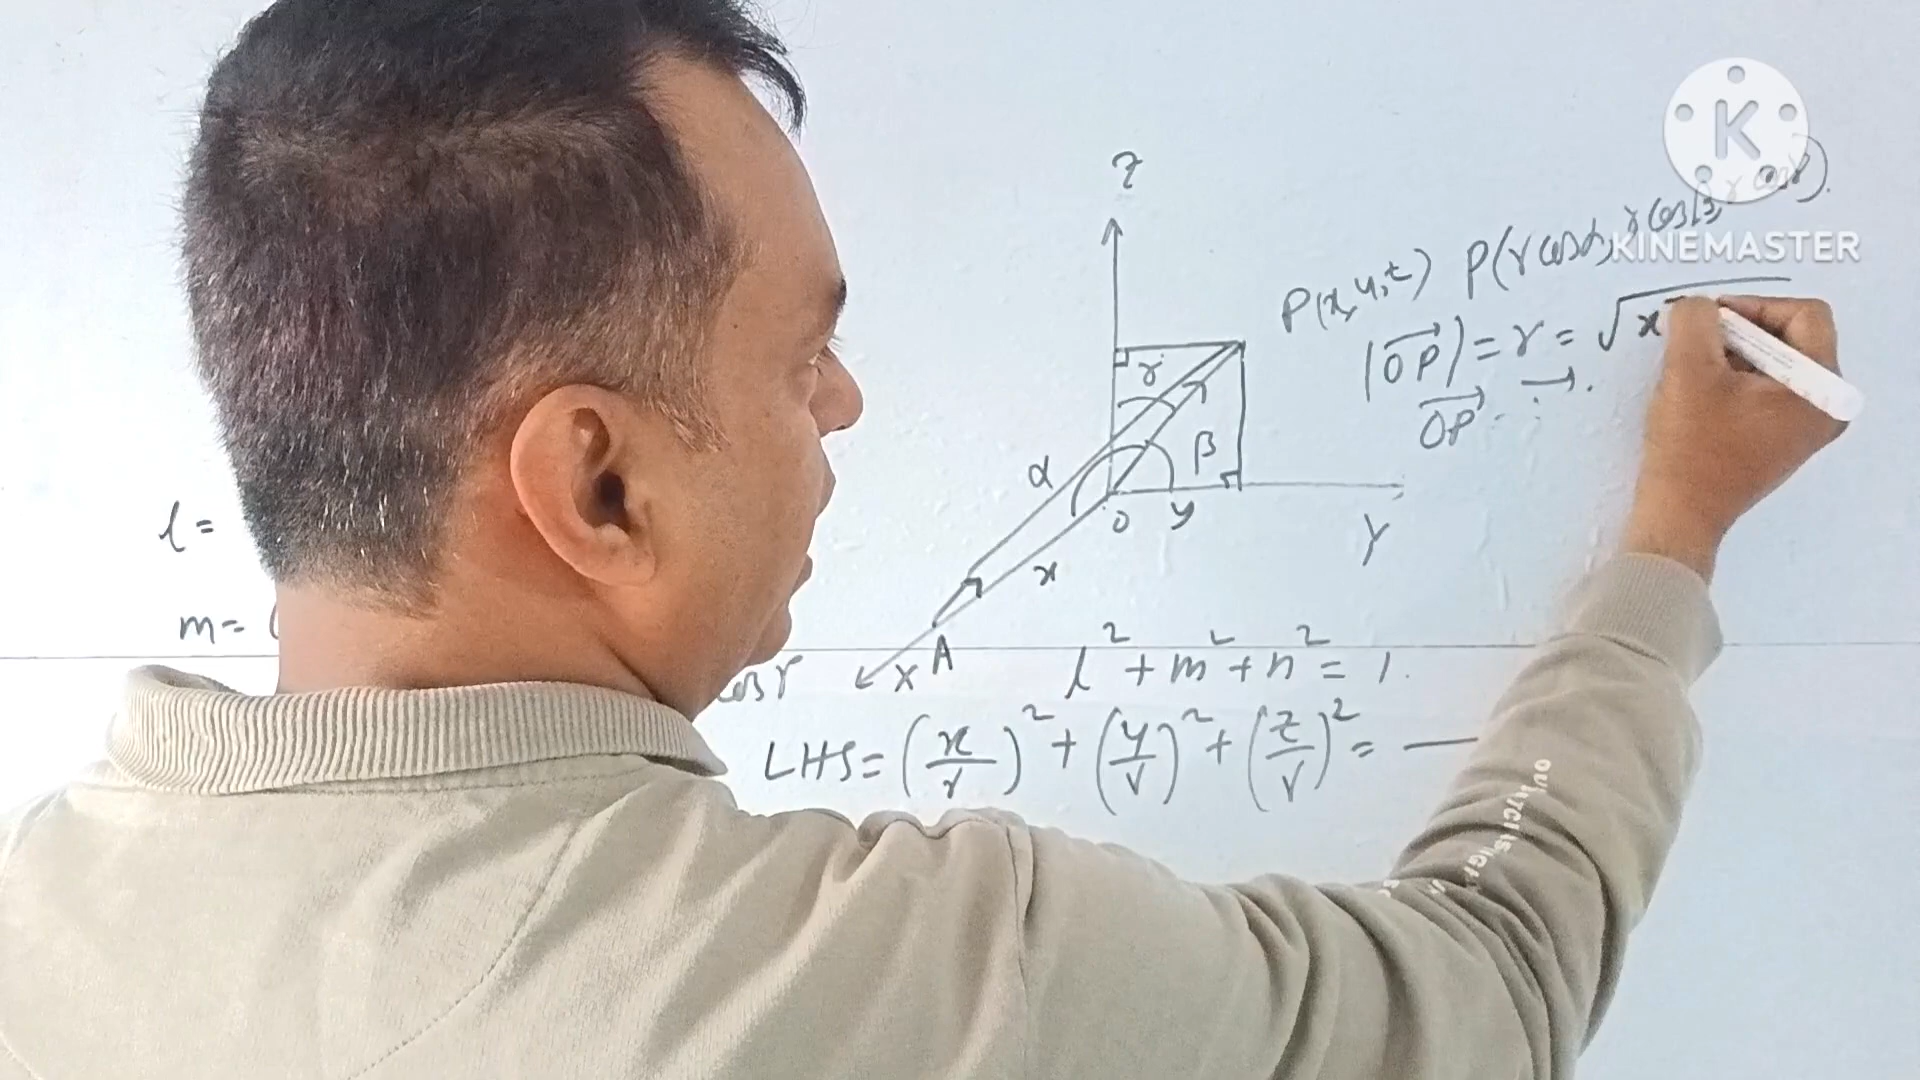 K
KINEMASTER
Z
P(x, y, z) P(r cosα, r cosβ, r cosγ).
|OP| = r = √x
OP
γ
β
α
O y
Y
x
l =
m =
A
X
cosγ
l² + m² + n² = 1.
LHS = (x/r)² + (y/r)² + (z/r)² = —